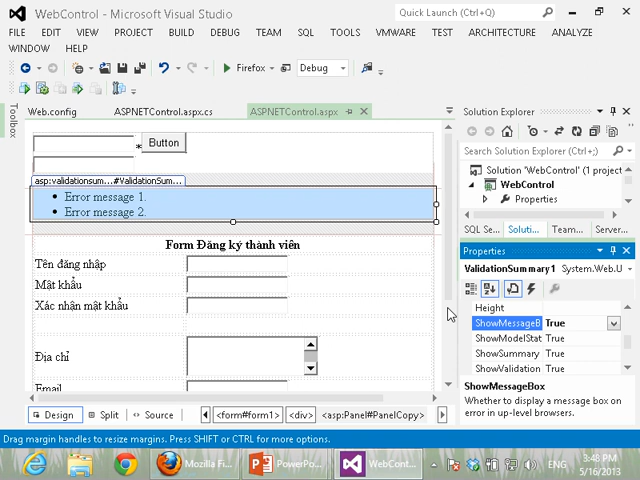 WebControl - Microsoft Visual Studio
Quick Launch (Ctrl+Q)
FILE EDIT VIEW PROJECT BUILD DEBUG TEAM SQL TOOLS VMWARE TEST ARCHITECTURE ANALYZE
WINDOW HELP
Firefox
Debug
Toolbox
Web.config ASPNETControl.aspx.cs ASPNETControl.aspx
* Button
asp:validationsum...#ValidationSum...
Error message 1.
Error message 2.
Form Đăng ký thành viên
Tên đăng nhập
Mật khẩu
Xác nhận mật khẩu
Địa chỉ
Email
Design Split Source <form#form1> <div> <asp:Panel#PanelCopy>
Solution Explorer
Search Solution Explorer (Ctrl+;)
Solution 'WebControl' (1 project
WebControl
Properties
SQL Se... Soluti... Team... Server...
Properties
ValidationSummary1 System.Web.U
Height
ShowMessageB True
ShowModelStat True
ShowSummary True
ShowValidation True
ShowMessageBox
Whether to display a message box on
error in up-level browsers.
Drag margin handles to resize margins. Press SHIFT or CTRL for more options.
Mozilla Fi... PowerPo... WebCont...
ENG
3:48 PM
5/16/2013